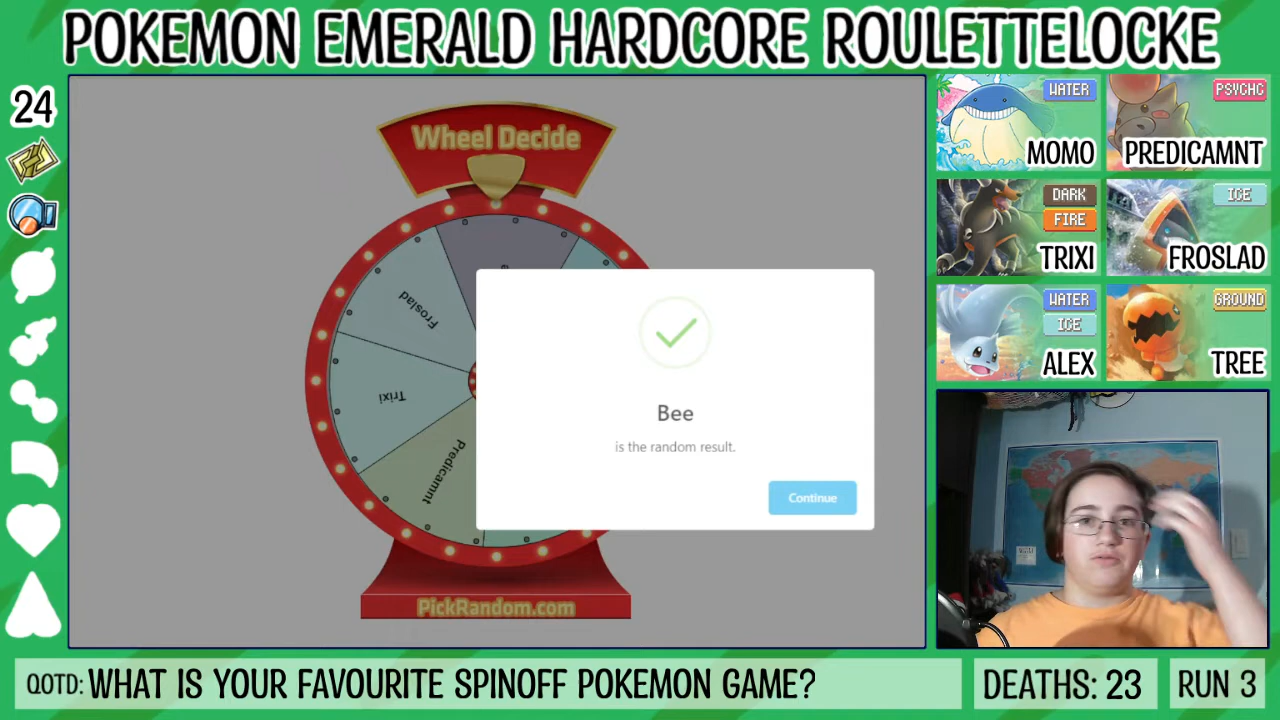 POKEMON EMERALD HARDCORE ROULETTELOCKE
24
Wheel Decide
Froslad
Trixi
Predicamnt
PickRandom.com
Bee
is the random result.
Continue
WATER
MOMO
PSYCHC
PREDICAMNT
DARK
FIRE
TRIXI
ICE
FROSLAD
WATER
ICE
ALEX
GROUND
TREE
QOTD: WHAT IS YOUR FAVOURITE SPINOFF POKEMON GAME?
DEATHS: 23
RUN 3